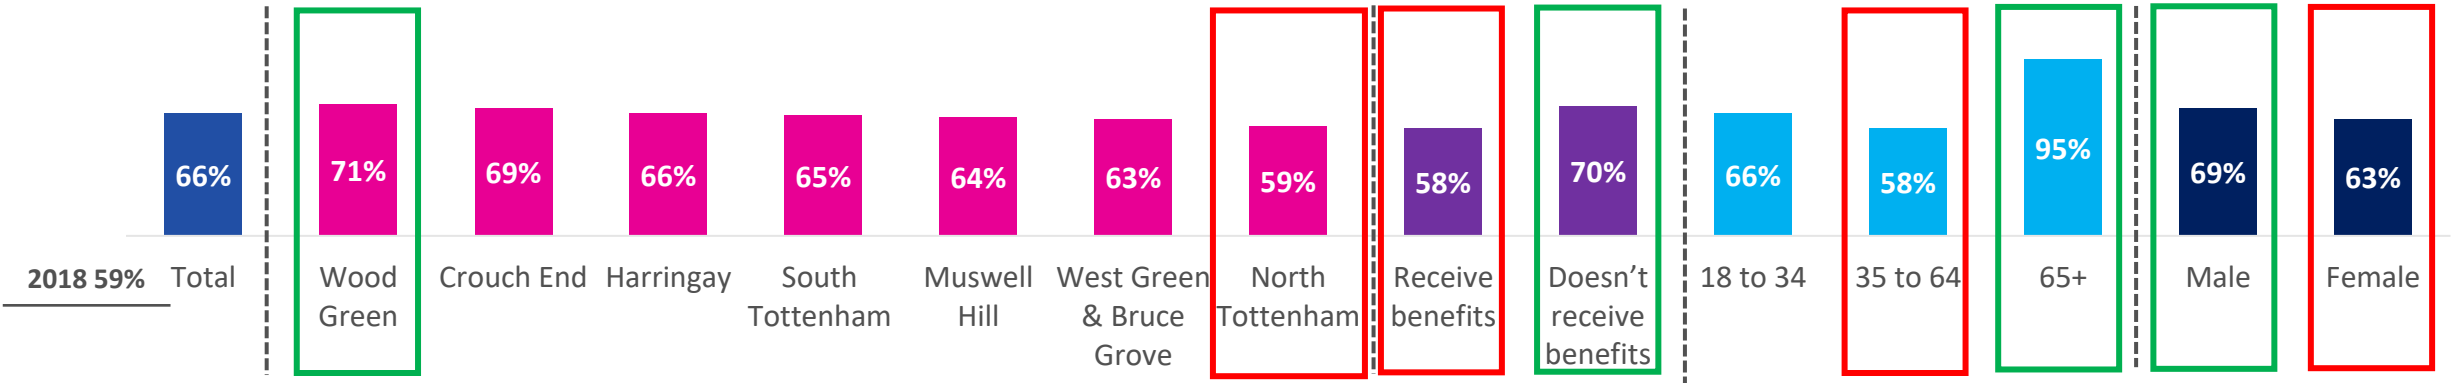 66%
71%
69%
66%
65%
64%
63%
59%
58%
70%
66%
58%
95%
69%
63%
2018 59%
Total
Wood
Green
Crouch End
Harringay
South
Tottenham
Muswell
Hill
West Green
& Bruce
Grove
North
Tottenham
Receive
benefits
Doesn’t
receive
benefits
18 to 34
35 to 64
65+
Male
Female